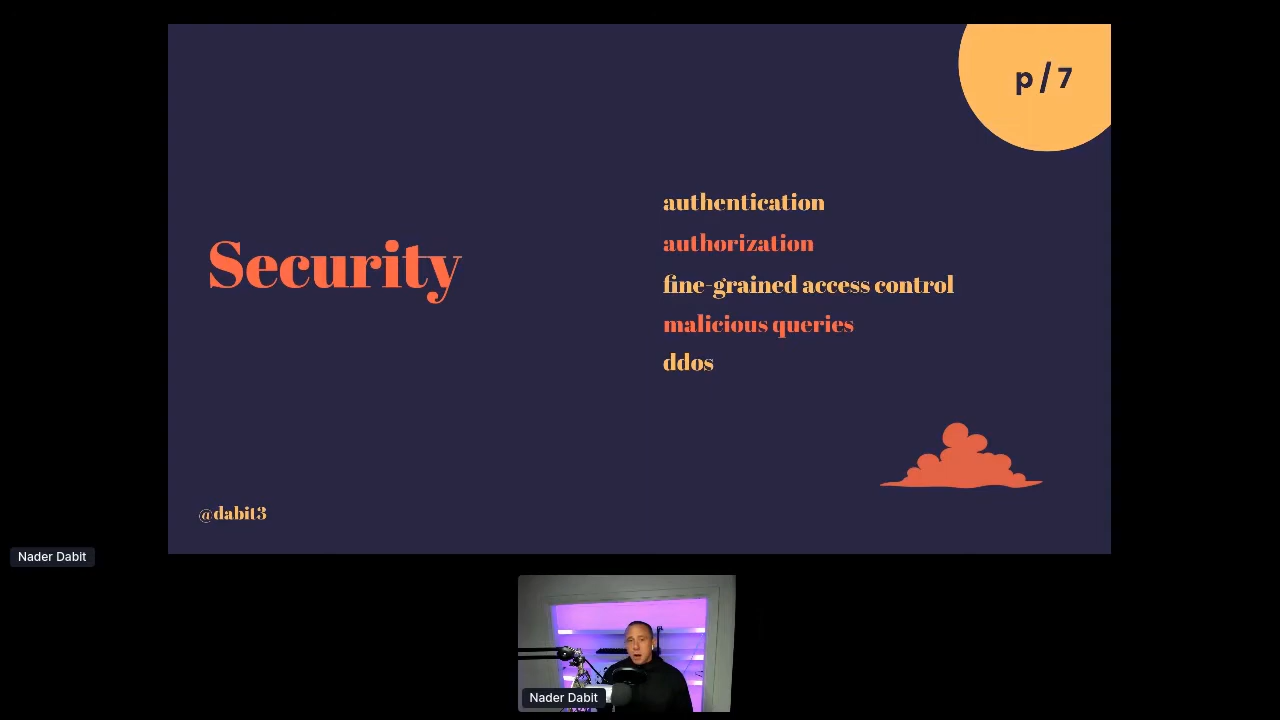 p / 7
authentication
authorization
Security
fine-grained access control
malicious queries
ddos
@dabit3
Nader Dabit
Nader Dabit